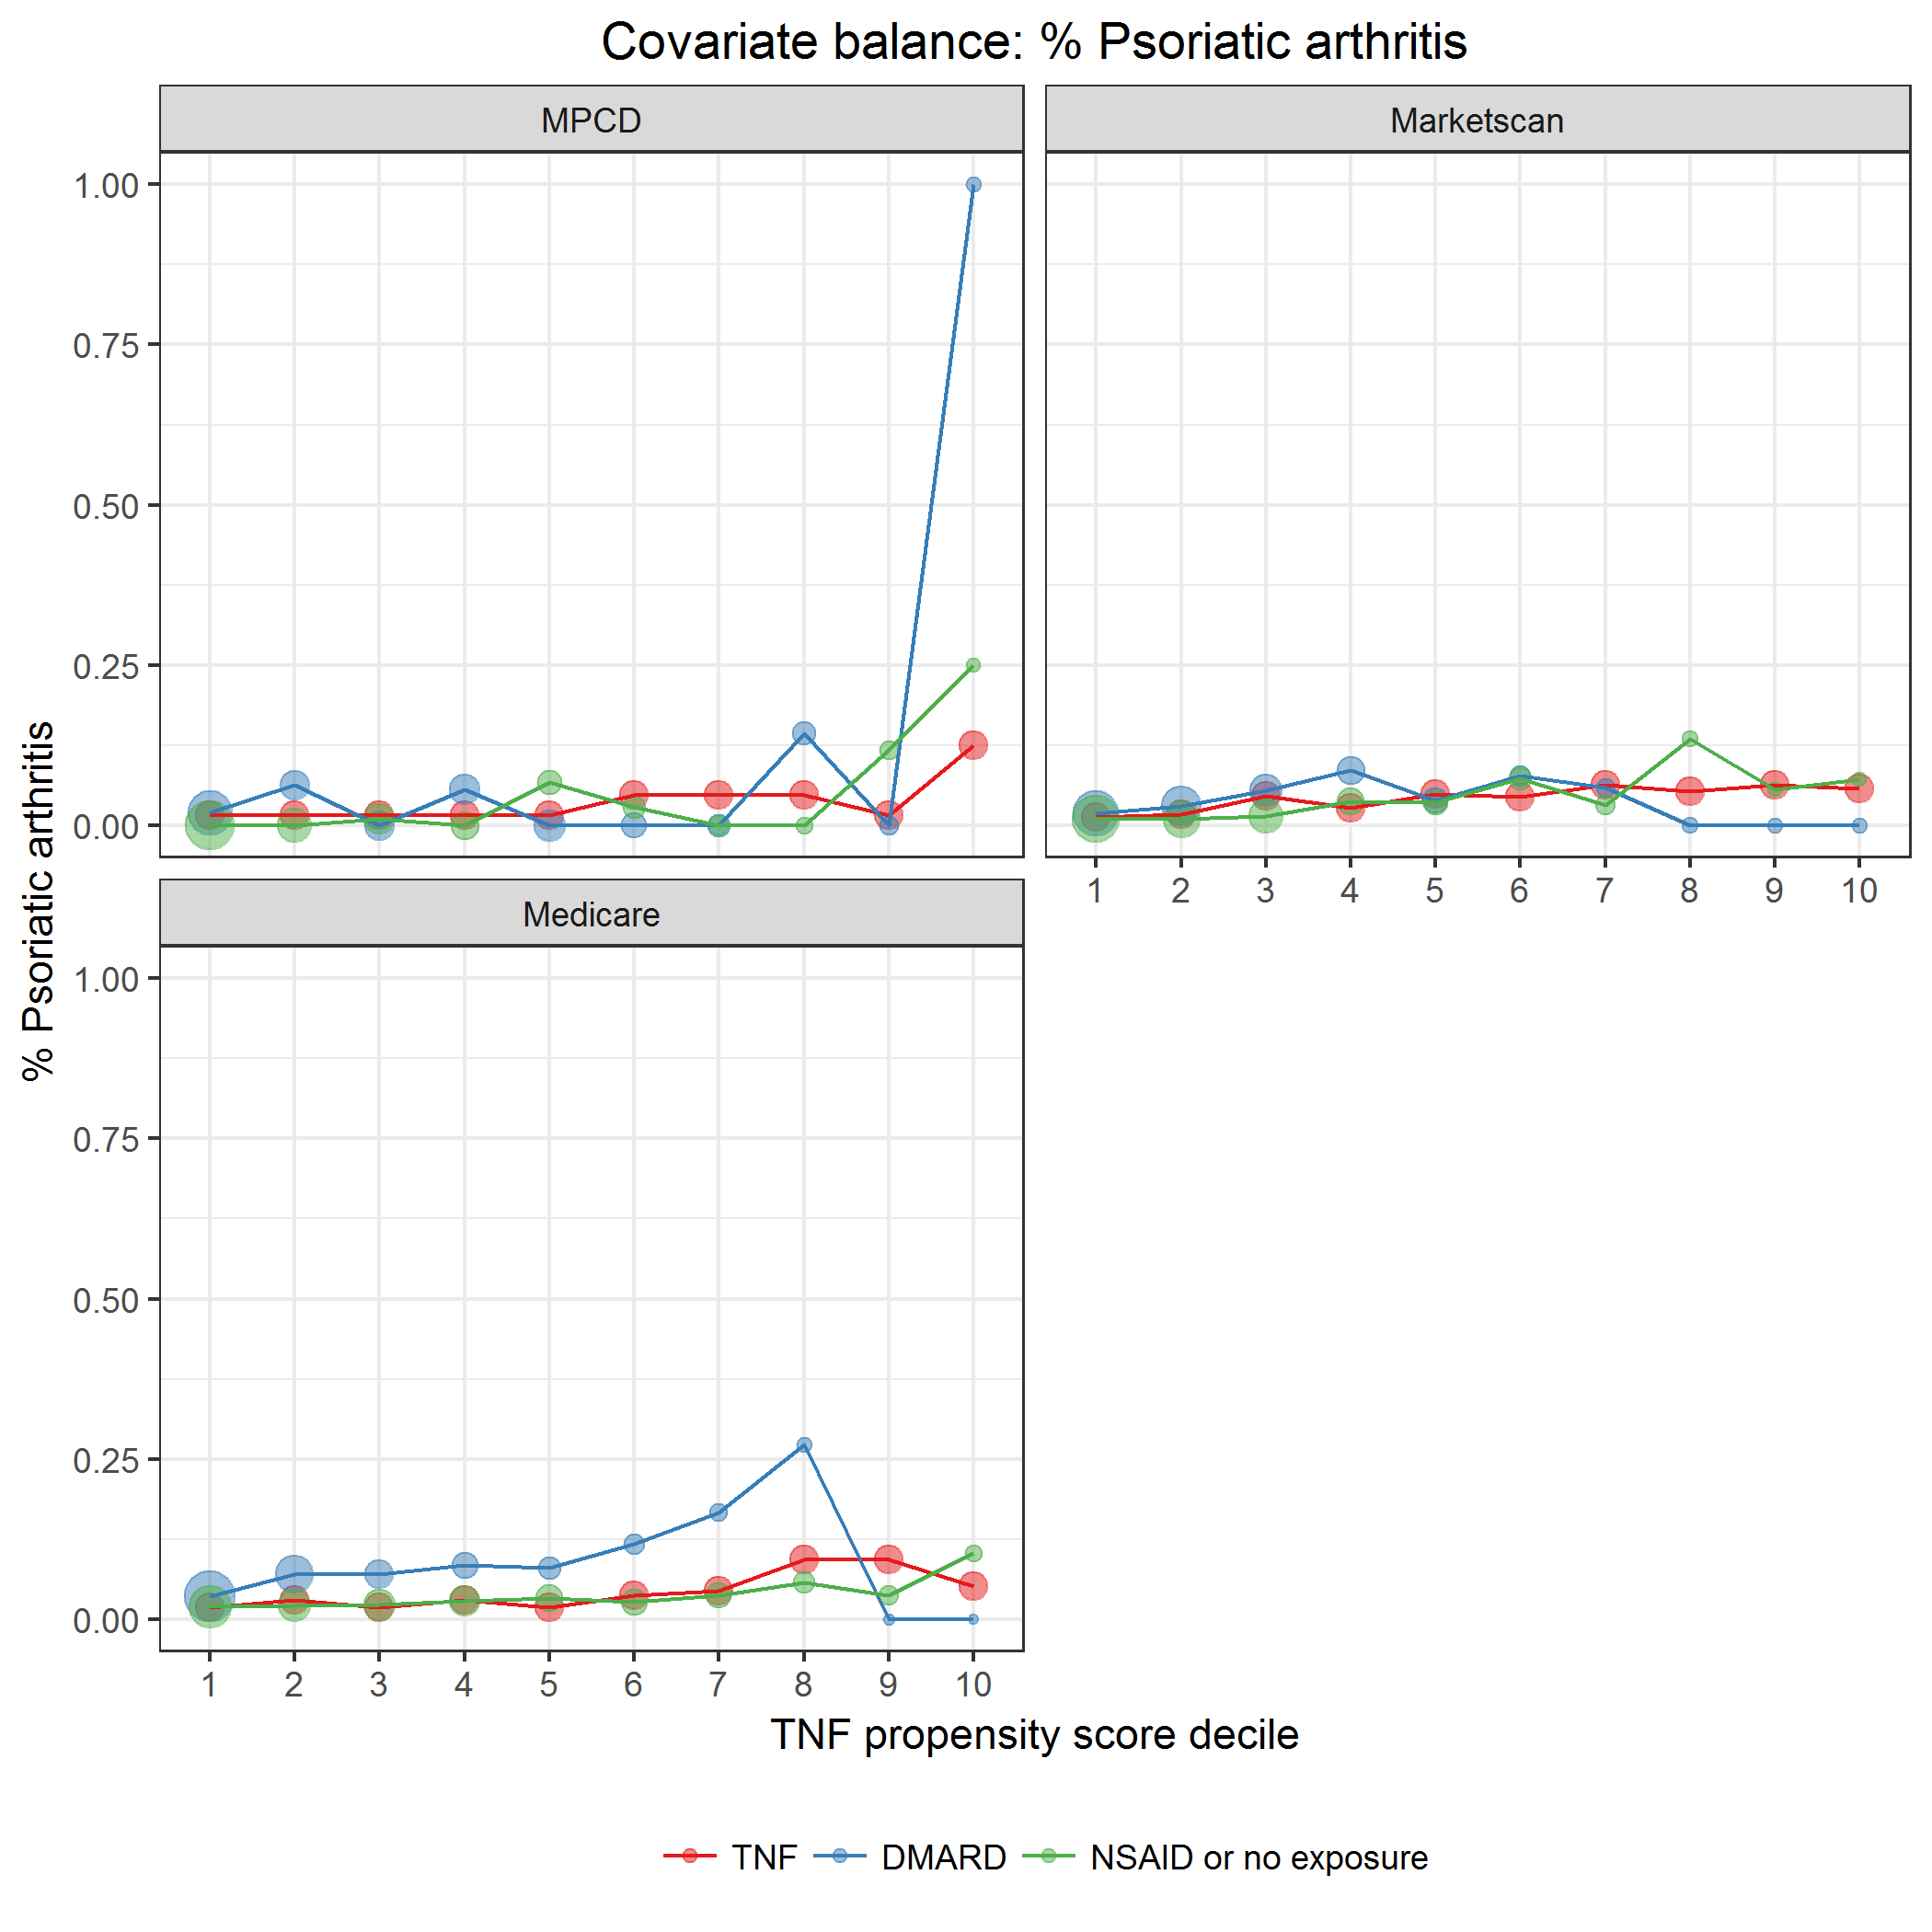 Covariate balance: % Psoriatic arthritis
MPCD
Marketscan
1.00
0.75
0.50
0.25
0.00
1 2 3 4 5 6 7 8 9 10
% Psoriatic arthritis
Medicare
1.00
0.75
0.50
0.25
0.00
1 2 3 4 5 6 7 8 9 10
TNF propensity score decile
TNF DMARD NSAID or no exposure